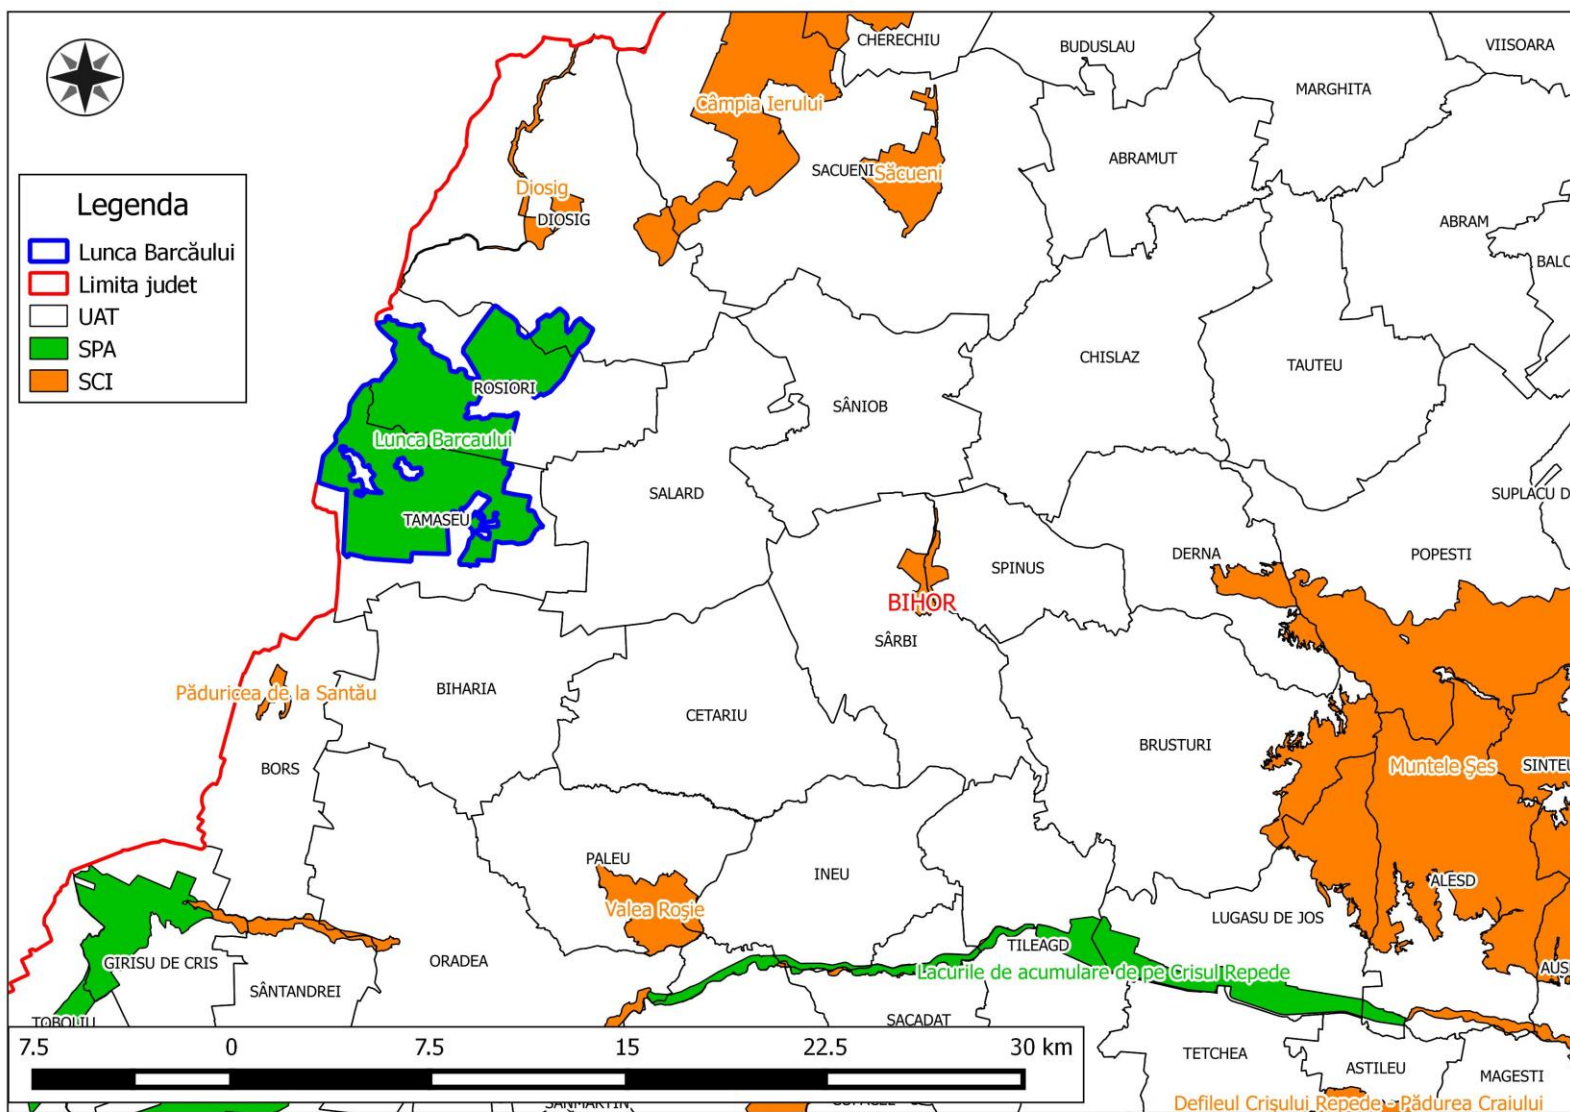 CHERECHIU
BUDUSLAU
VIISOARA
MARGHITA
Câmpia Ierului
ABRAMUT
SACUENI
Săcueni
Diosig
DIOSIG
ABRAM
BALC
Legenda
Lunca Barcăului
Limita judet
UAT
SPA
SCI
CHISLAZ
TAUTEU
ROSIORI
SÂNIOB
Lunca Barcaului
SALARD
SUPLACU D
TAMASEU
DERNA
POPESTI
SPINUS
BIHOR
SÂRBI
Păduricea de la Santău
BIHARIA
CETARIU
BRUSTURI
BORS
Muntele Şes
SINTEU
PALEU
INEU
ALESD
Valea Roşie
LUGASU DE JOS
TILEAGD
GIRISU DE CRIS
ORADEA
Lacurile de acumulare de pe Crisul Repede
SÂNTANDREI
TOBOLIU
SACADAT
7.5 0 7.5 15 22.5 30 km
TETCHEA
ASTILEU
MAGESTI
SANMARTIN
Defileul Crişului Repede - Pădurea Craiului